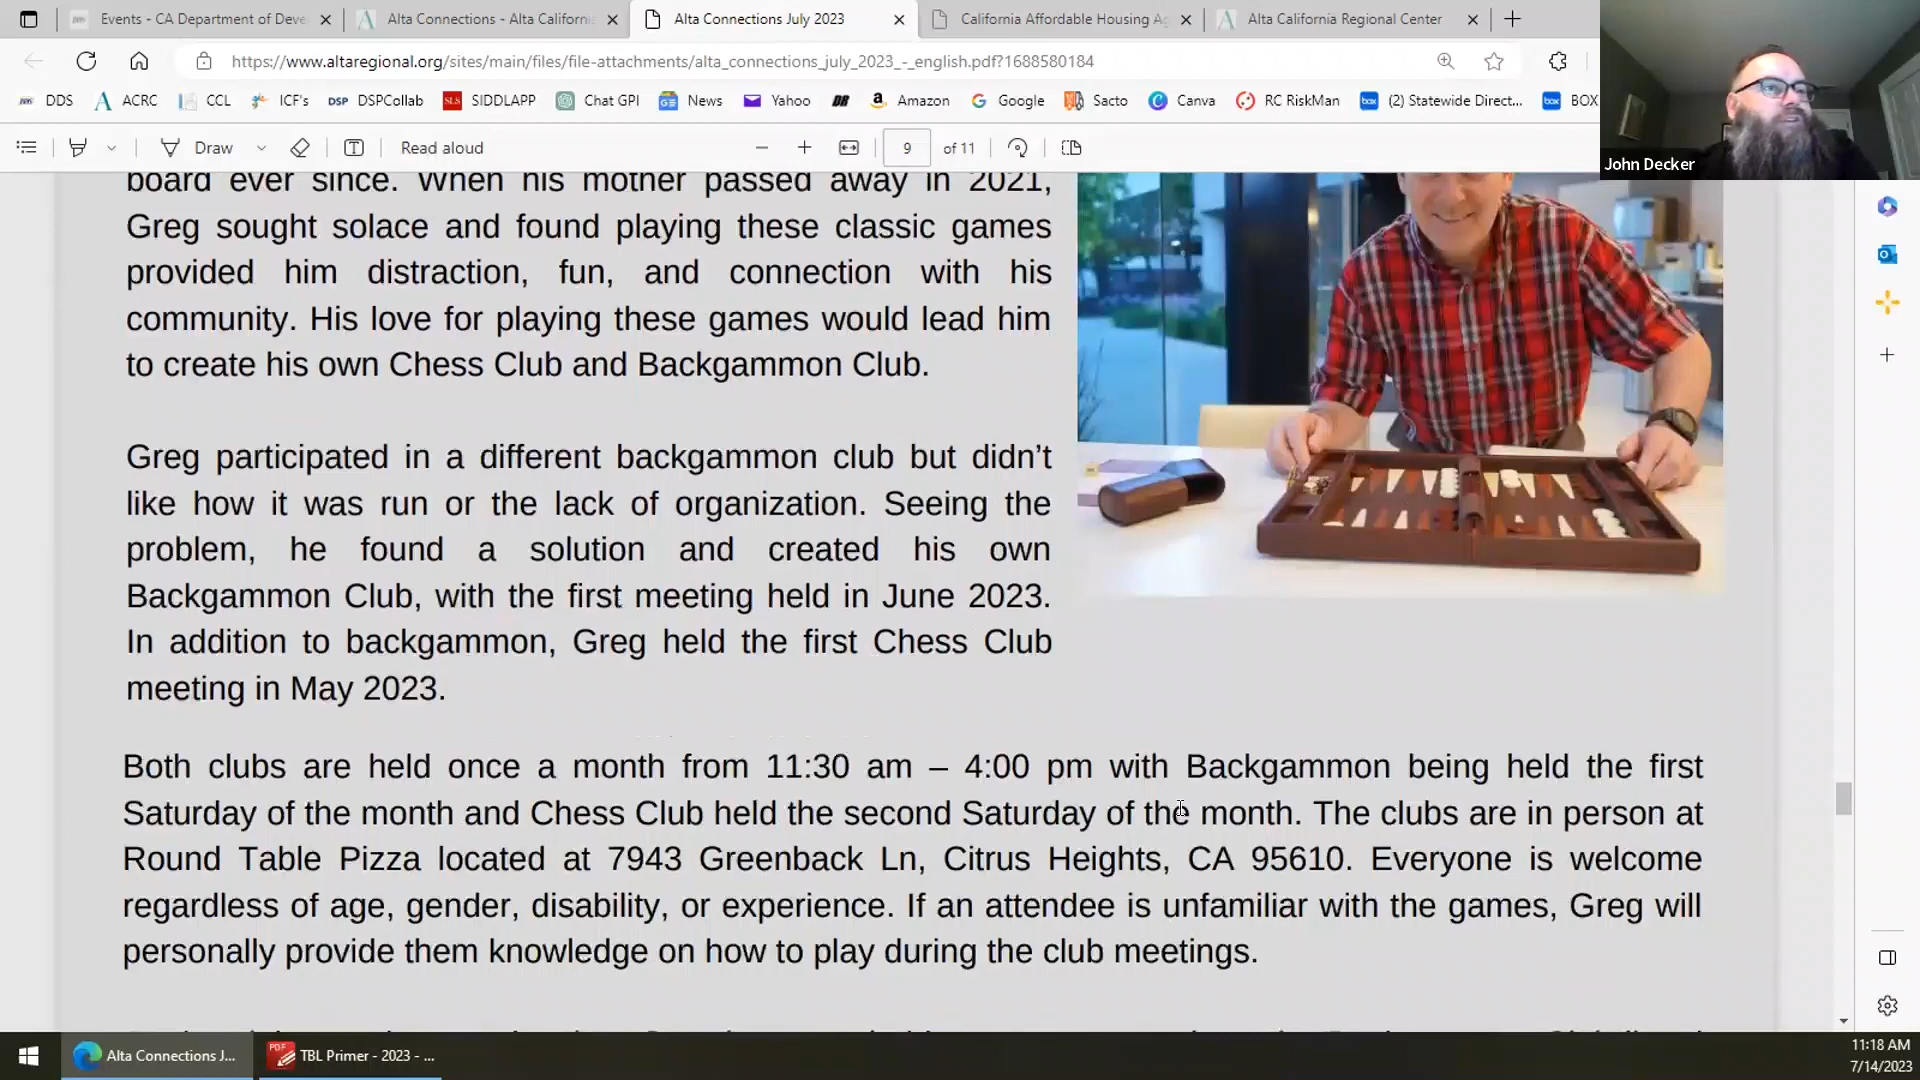 Events - CA Department of Deve
Alta Connections - Alta Californi
Alta Connections July 2023
California Affordable Housing Ag
Alta California Regional Center
https://www.altaregional.org/sites/main/files/file-attachments/alta_connections_july_2023_-_english.pdf?1688580184
DDS
ACRC
CCL
ICF's
DSP DSPCollab
SLS SIDDLAPP
Chat GPI
News
Yahoo
Amazon
Google
Sacto
Canva
RC RiskMan
box (2) Statewide Direct...
box BOX
John Decker
Draw
Read aloud
9 of 11
board ever since. When his mother passed away in 2021,
Greg sought solace and found playing these classic games
provided him distraction, fun, and connection with his
community. His love for playing these games would lead him
to create his own Chess Club and Backgammon Club.
Greg participated in a different backgammon club but didn’t
like how it was run or the lack of organization. Seeing the
problem, he found a solution and created his own
Backgammon Club, with the first meeting held in June 2023.
In addition to backgammon, Greg held the first Chess Club
meeting in May 2023.
Both clubs are held once a month from 11:30 am – 4:00 pm with Backgammon being held the first
Saturday of the month and Chess Club held the second Saturday of the month. The clubs are in person at
Round Table Pizza located at 7943 Greenback Ln, Citrus Heights, CA 95610. Everyone is welcome
regardless of age, gender, disability, or experience. If an attendee is unfamiliar with the games, Greg will
personally provide them knowledge on how to play during the club meetings.
Alta Connections J...
PDF TBL Primer - 2023 - ...
11:18 AM
7/14/2023